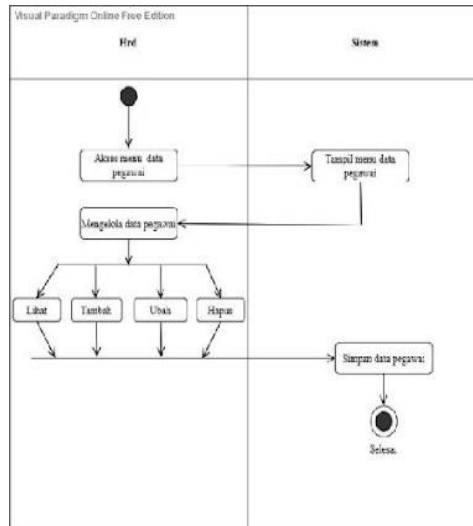 Visual Paradigm Online Free Edition
Hrd
Sistem
Akses menu data
pegawai
Tampil menu data
pegawai
Mengelola data pegawai
Lihat
Tambah
Ubah
Hapus
Simpan data pegawai
Selesai